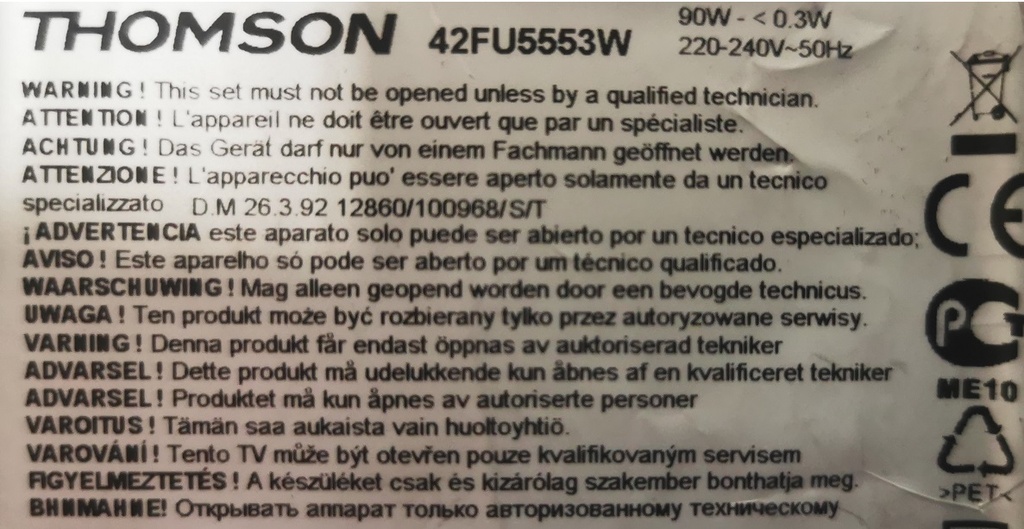 THOMSON 42FU5553W
90W - < 0.3W
220-240V~50Hz
WARNING! This set must not be opened unless by a qualified technician.
ATTENTION! L'appareil ne doit être ouvert que par un spécialiste.
ACHTUNG! Das Gerät darf nur von einem Fachmann geöffnet werden.
ATTENZIONE! L'apparecchio puo' essere aperto solamente da un tecnico
specializzato D.M 26.3.92 12860/100968/S/T
¡ADVERTENCIA este aparato solo puede ser abierto por un tecnico especializado;
AVISO! Este aparelho só pode ser aberto por um técnico qualificado.
WAARSCHUWING! Mag alleen geopend worden door een bevogde technicus.
UWAGA! Ten produkt może być rozbierany tylko przez autoryzowane serwisy.
VARNING! Denna produkt får endast öppnas av auktoriserad tekniker
ADVARSEL! Dette produkt må udelukkende kun åbnes af en kvalificeret tekniker
ADVARSEL! Produktet må kun åpnes av autoriserte personer
VAROITUS! Tämän saa aukaista vain huoltoyhtiö.
VAROVÁNÍ! Tento TV může být otevřen pouze kvalifikovaným servisem
FIGYELMEZTETÉS! A készüléket csak és kizárólag szakember bonthatja meg.
ВНИМАНИЕ! Открывать аппарат только авторизованному техническому
CE
PG
ME10
>PET<